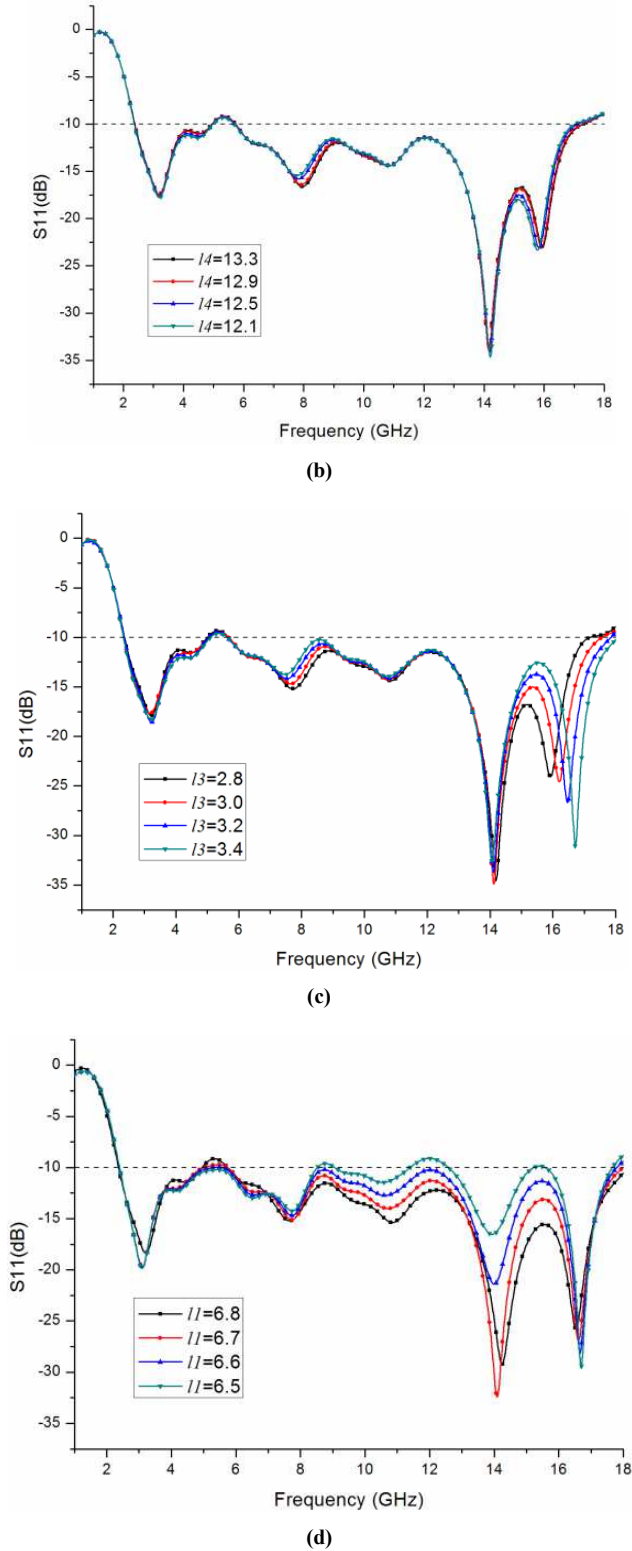 0
-5
-10
-15
-20
-25
-30
-35
S11(dB)
l4=13.3
l4=12.9
l4=12.5
l4=12.1
2 4 6 8 10 12 14 16 18
Frequency (GHz)
(b)
0
-5
-10
-15
-20
-25
-30
-35
S11(dB)
l3=2.8
l3=3.0
l3=3.2
l3=3.4
2 4 6 8 10 12 14 16 18
Frequency (GHz)
(c)
0
-5
-10
-15
-20
-25
-30
-35
S11(dB)
l1=6.8
l1=6.7
l1=6.6
l1=6.5
2 4 6 8 10 12 14 16 18
Frequency (GHz)
(d)